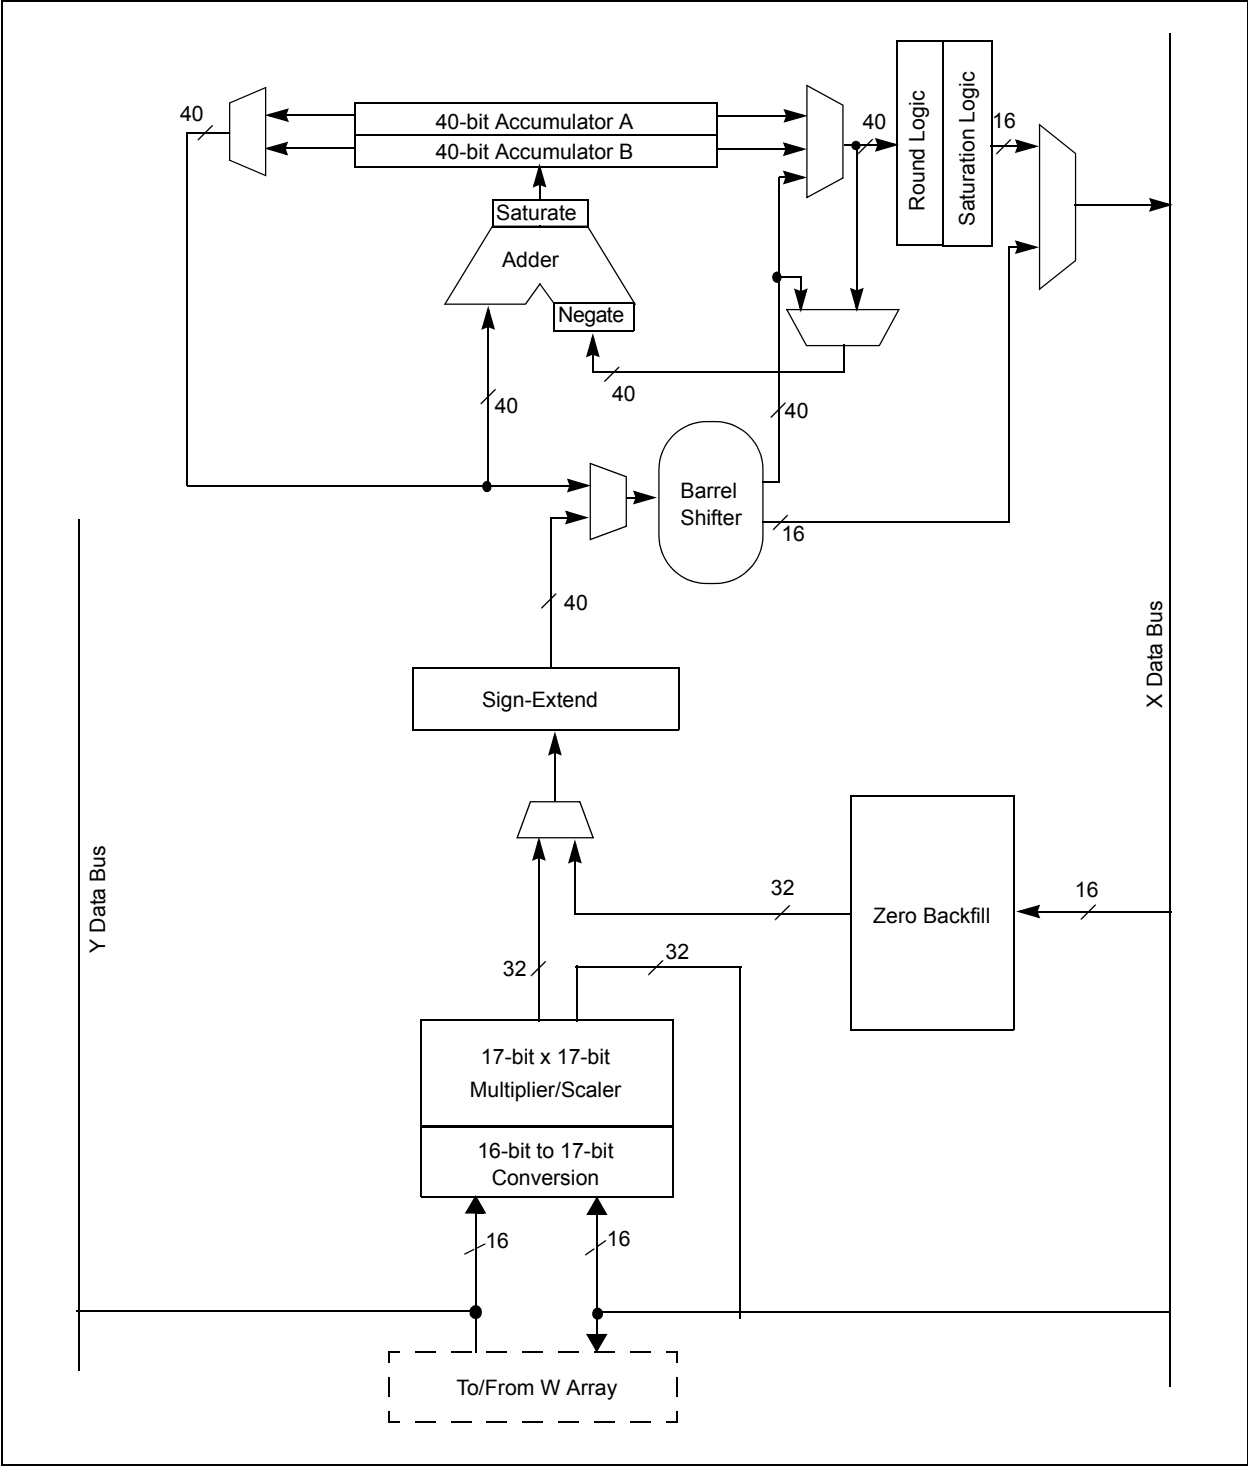 40
40-bit Accumulator A
40-bit Accumulator B
40
Round Logic
Saturation Logic
16
Saturate
Adder
Negate
40
40
40
Barrel
Shifter
16
40
Sign-Extend
X Data Bus
Y Data Bus
32
Zero Backfill
16
32
32
17-bit x 17-bit
Multiplier/Scaler
16-bit to 17-bit
Conversion
16
16
To/From W Array